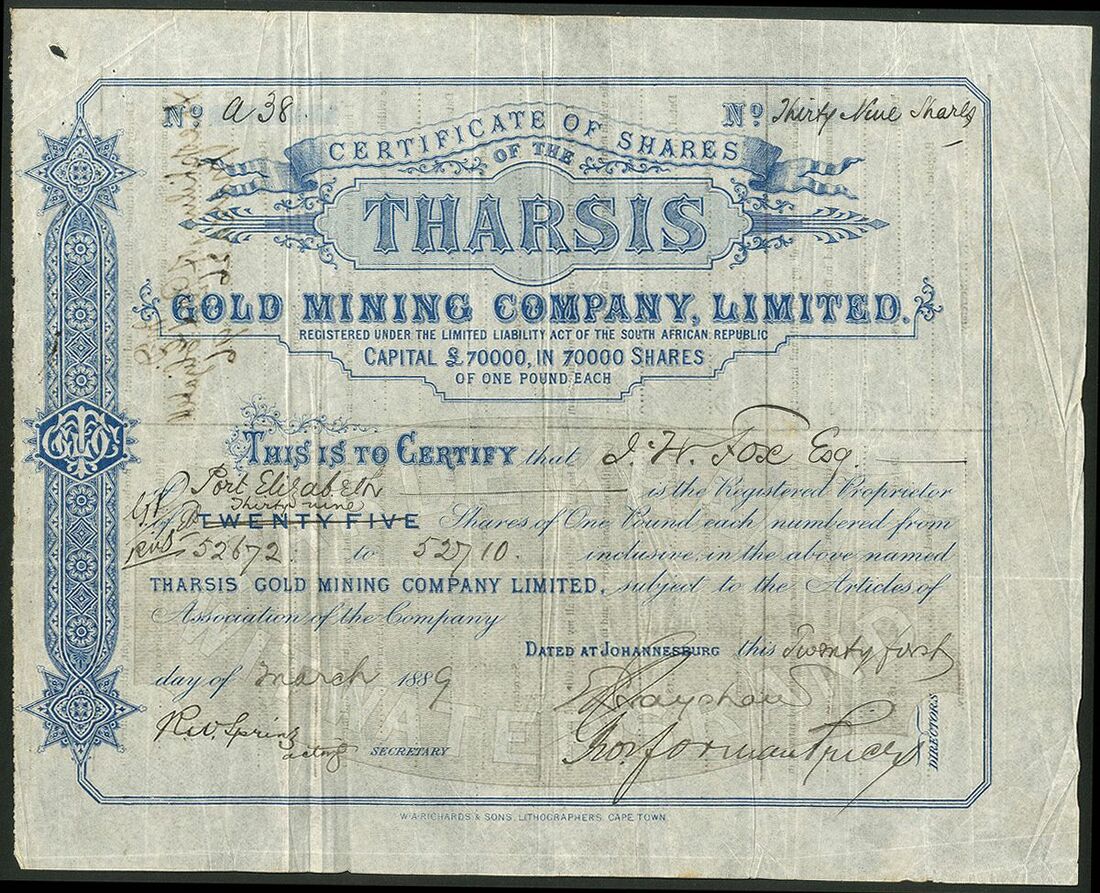 No A 38. No Thirty Nine Shares
CERTIFICATE OF SHARES
OF THE
THARSIS
GOLD MINING COMPANY, LIMITED.
REGISTERED UNDER THE LIMITED LIABILITY ACT OF THE SOUTH AFRICAN REPUBLIC
CAPITAL £70000, IN 70000 SHARES
OF ONE POUND EACH
THIS IS TO CERTIFY that J. H. Fox Esq.
of Port Elizabeth is the Registered Proprietor
Thirty nine
of TWENTY FIVE Shares of One Pound each numbered from
52672 to 52710. inclusive, in the above named
THARSIS GOLD MINING COMPANY LIMITED, subject to the Articles of
Association of the Company
DATED AT JOHANNESBURG this Twenty first
day of March 1889
acting SECRETARY
DIRECTORS
W.A. RICHARDS & SONS, LITHOGRAPHERS, CAPE TOWN